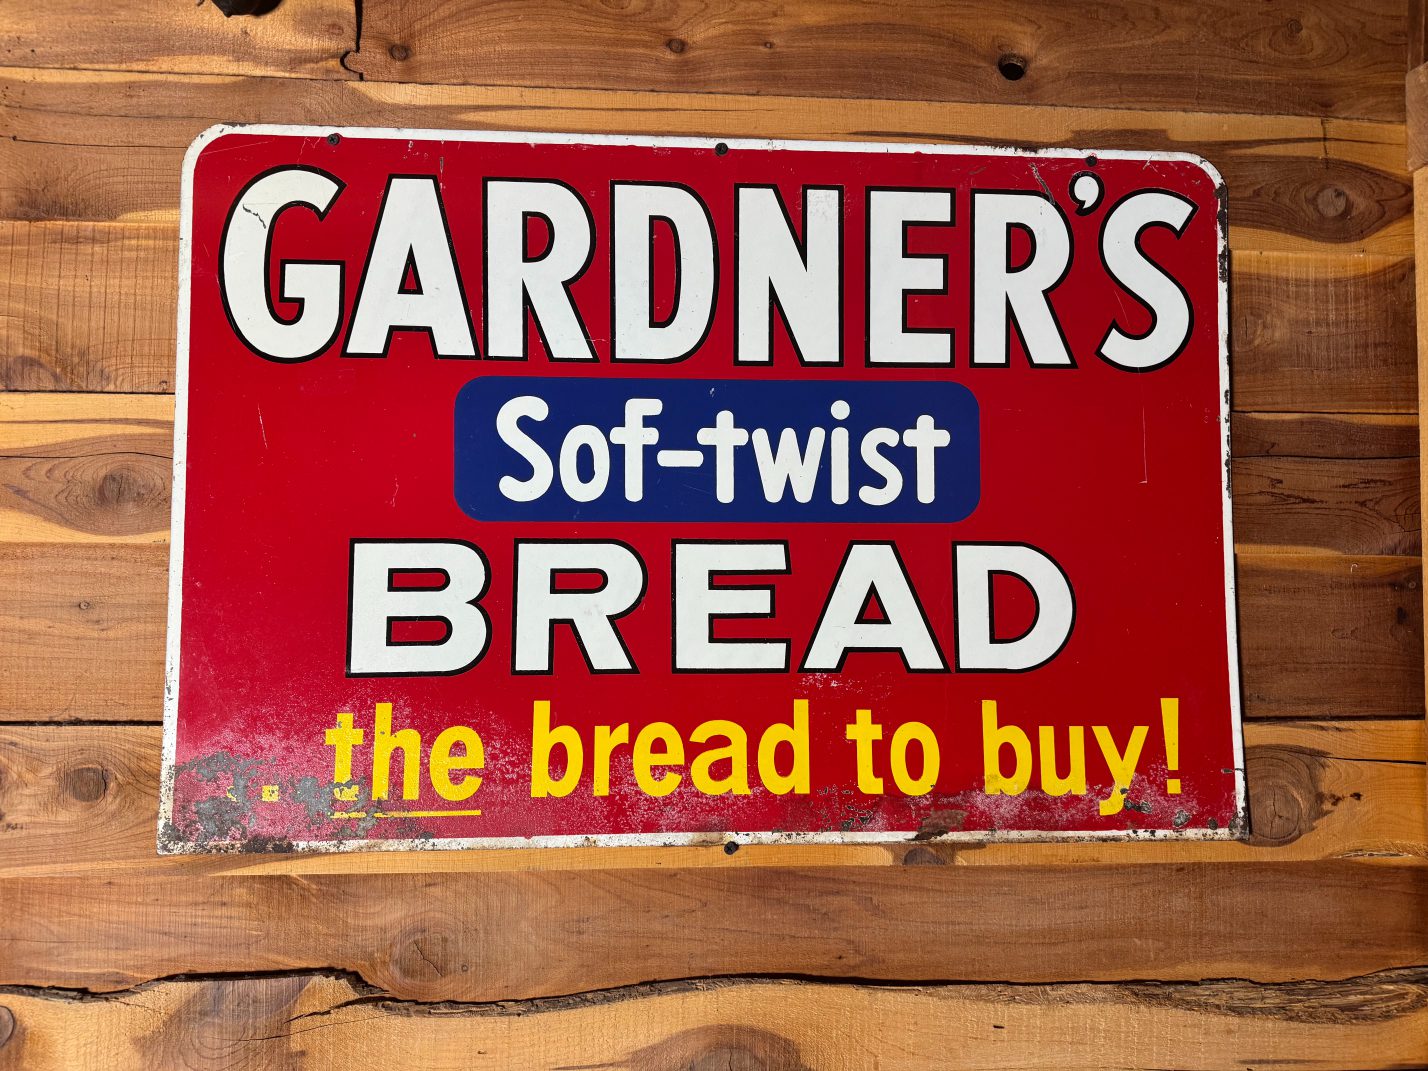 GARDNER'S
Sof-twist
BREAD
...the bread to buy!